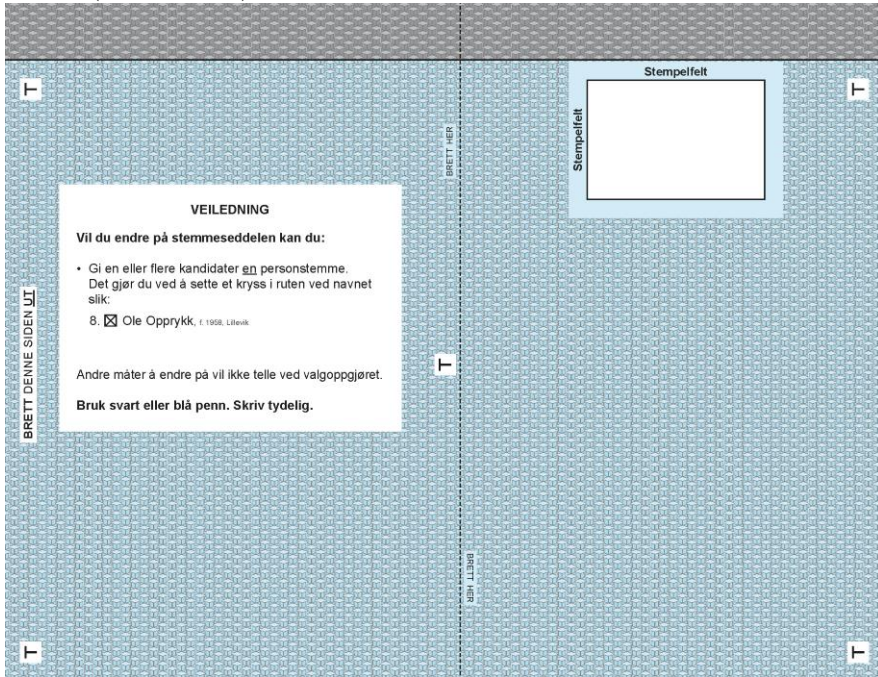 T
T
Stempelfelt
Stempelfelt
BRETT HER
VEILEDNING
Vil du endre på stemmeseddelen kan du:
• Gi en eller flere kandidater en personstemme.
Det gjør du ved å sette et kryss i ruten ved navnet
slik:
8. ☒ Ole Opprykk, f. 1958, Lillevik
Andre måter å endre på vil ikke telle ved valgoppgjøret.
Bruk svart eller blå penn. Skriv tydelig.
BRETT DENNE SIDEN UT
T
BRETT HER
T
T